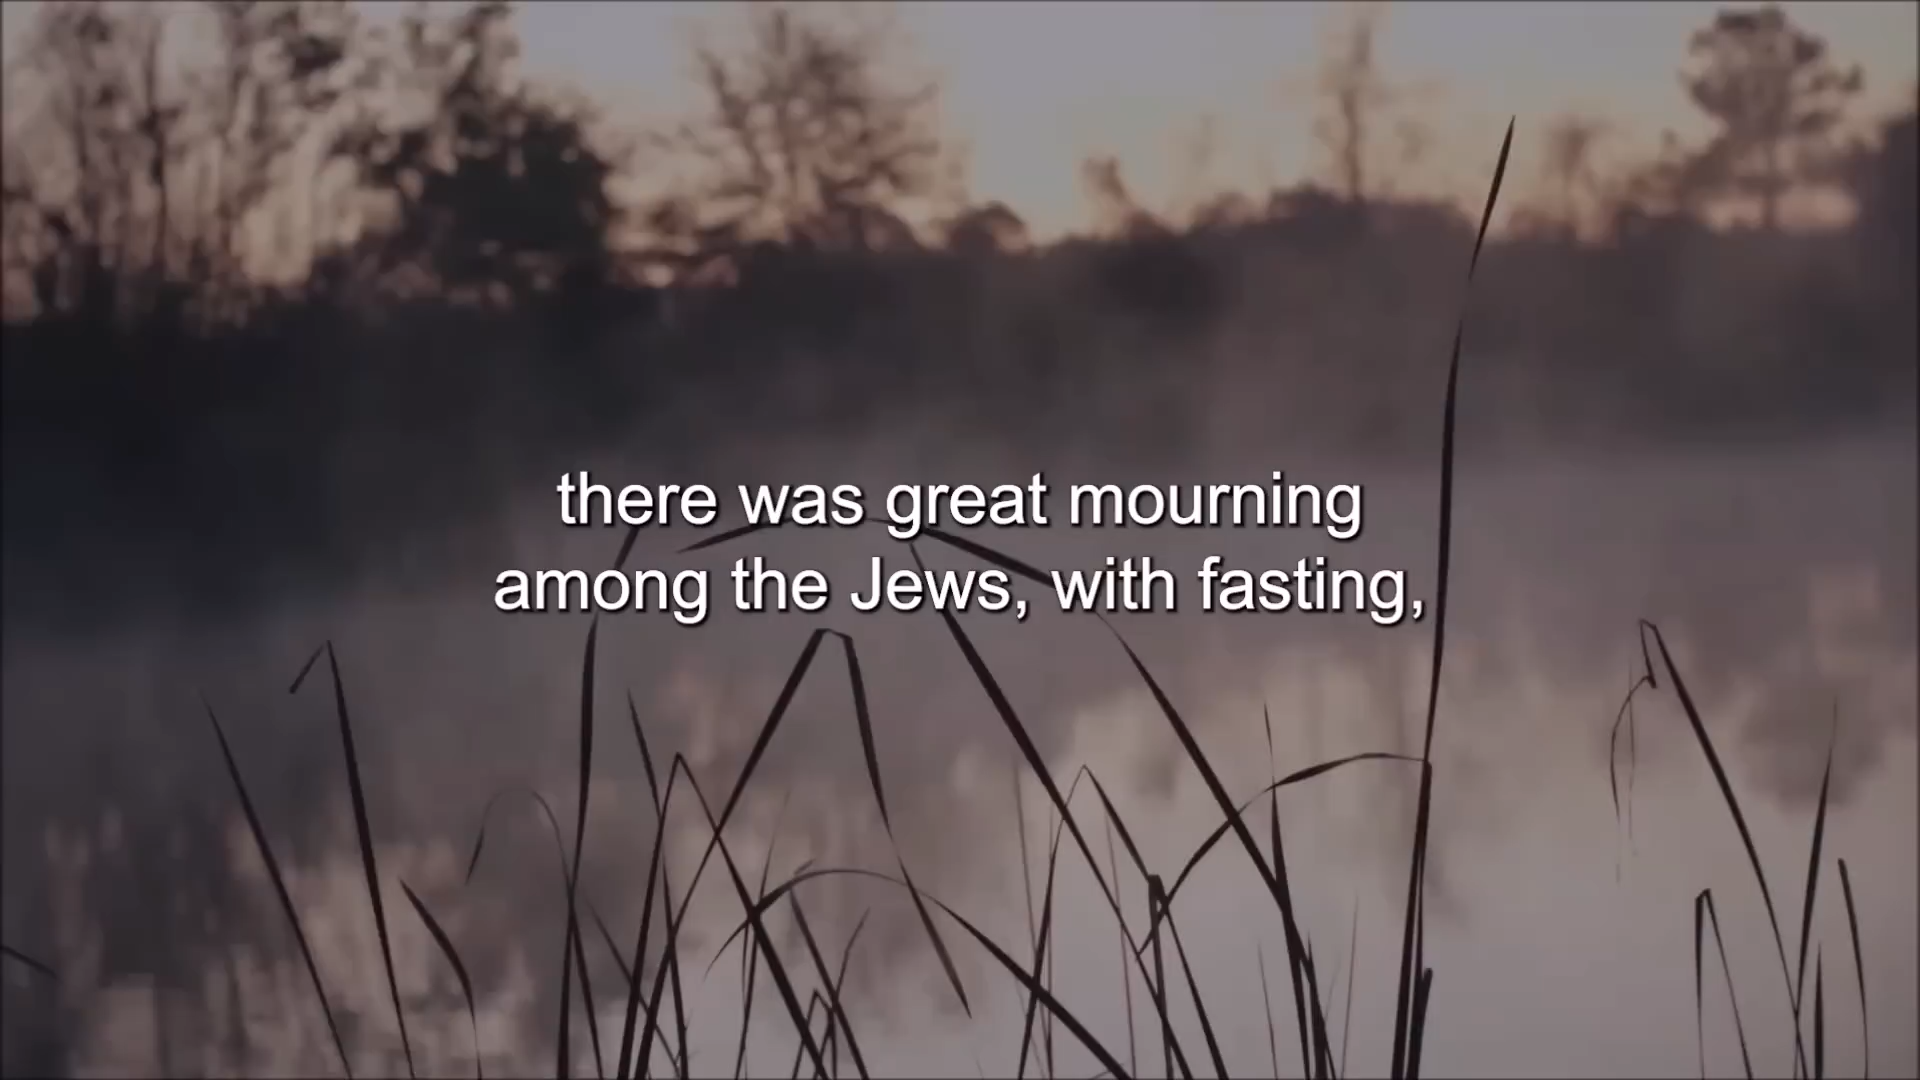 there was great mourning
among the Jews, with fasting,